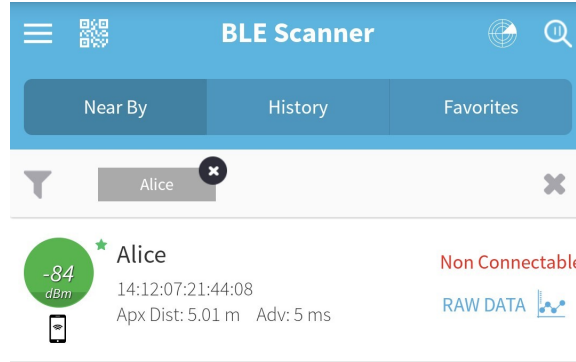 BLE Scanner
Near By History Favorites
Alice
Alice
-84
dBm
14:12:07:21:44:08
Apx Dist: 5.01 m Adv: 5 ms
Non Connectable
RAW DATA